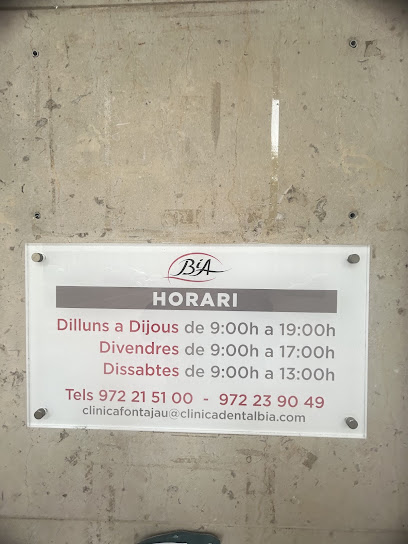 BiA
HORARI
Dilluns a Dijous de 9:00h a 19:00h
Divendres de 9:00h a 17:00h
Dissabtes de 9:00h a 13:00h
Tels 972 21 51 00 - 972 23 90 49
clinicafontajau@clinicadentalbia.com